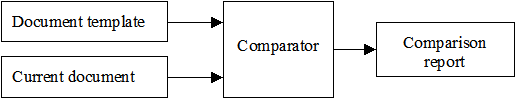 Document template
Current document
Comparator
Comparison
report